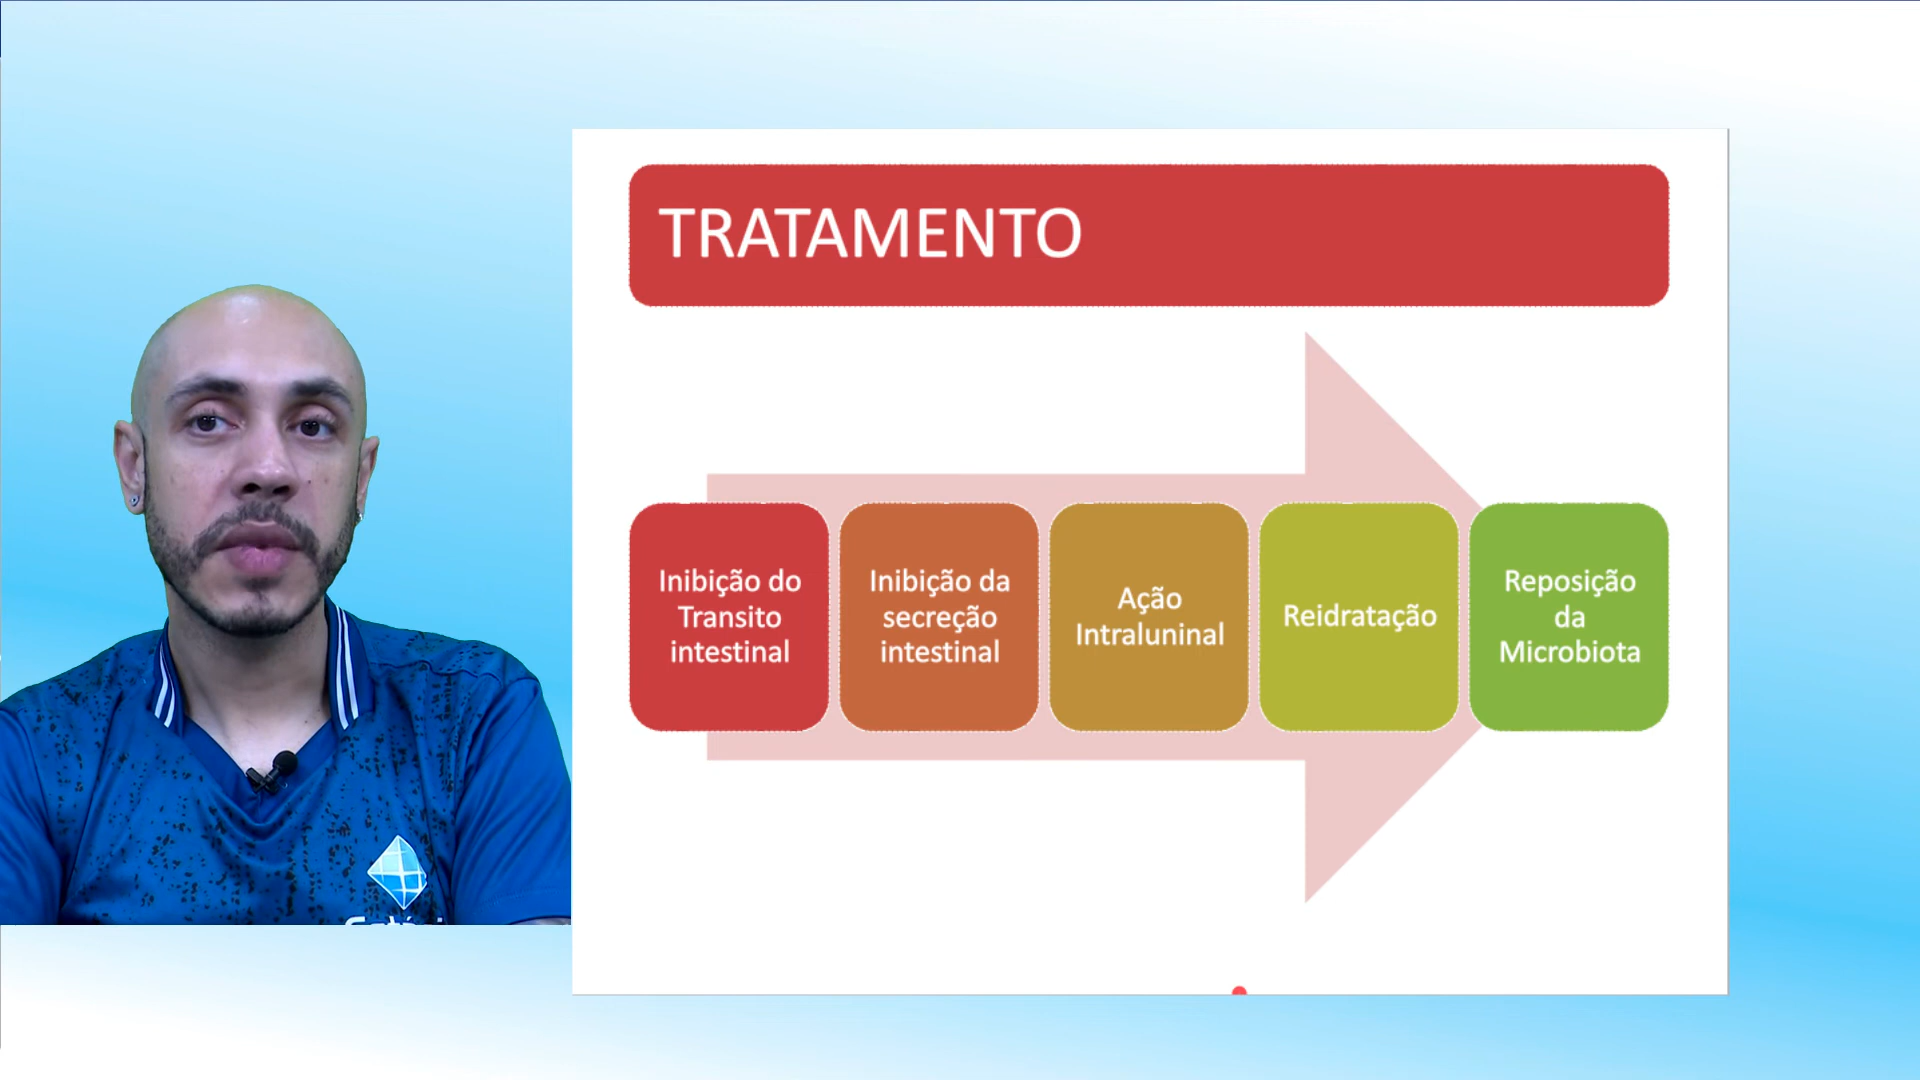 TRATAMENTO
Inibição do
Transito
intestinal
Inibição da
secreção
intestinal
Ação
Intraluninal
Reidratação
Reposição
da
Microbiota